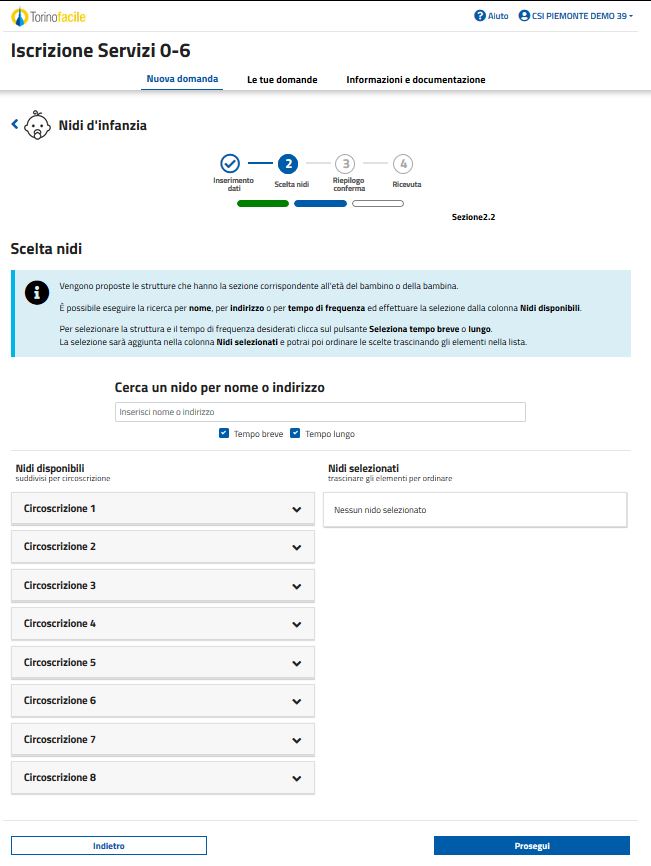 Torinofacile
Aiuto CSI PIEMONTE DEMO 39
Iscrizione Servizi 0-6
Nuova domanda Le tue domande Informazioni e documentazione
Nidi d'infanzia
2 3 4
Inserimento dati Scelta nidi Riepilogo conferma Ricevuta
Sezione2.2
Scelta nidi
Vengono proposte le strutture che hanno la sezione corrispondente all'età del bambino o della bambina.
È possibile eseguire la ricerca per nome, per indirizzo o per tempo di frequenza ed effettuare la selezione dalla colonna Nidi disponibili.
Per selezionare la struttura e il tempo di frequenza desiderati clicca sul pulsante Seleziona tempo breve o lungo.
La selezione sarà aggiunta nella colonna Nidi selezionati e potrai poi ordinare le scelte trascinando gli elementi nella lista.
Cerca un nido per nome o indirizzo
Inserisci nome o indirizzo
Tempo breve Tempo lungo
Nidi disponibili
suddivisi per circoscrizione
Nidi selezionati
trascinare gli elementi per ordinare
Circoscrizione 1
Nessun nido selezionato
Circoscrizione 2
Circoscrizione 3
Circoscrizione 4
Circoscrizione 5
Circoscrizione 6
Circoscrizione 7
Circoscrizione 8
Indietro Prosegui